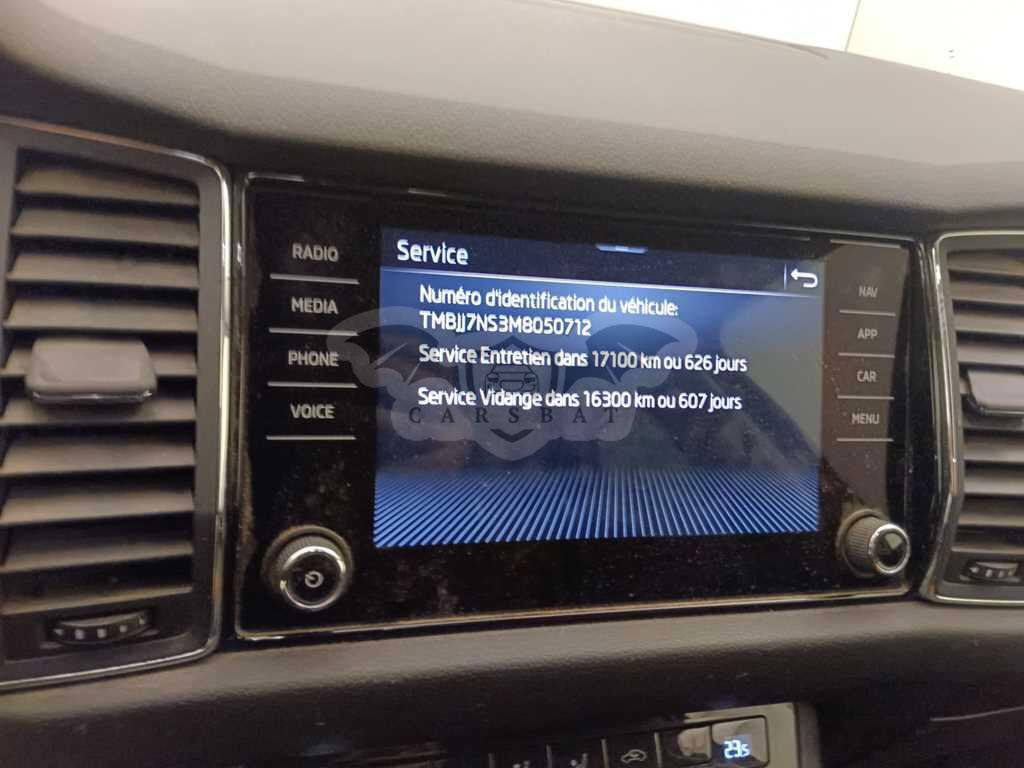 RADIO
MEDIA
PHONE
VOICE
Service
Numéro d'identification du véhicule:
TMBJJ7NS3M8050712
Service Entretien dans 17100 km ou 626 jours
Service Vidange dans 16300 km ou 607 jours
CARSBAT
NAV
APP
CAR
MENU